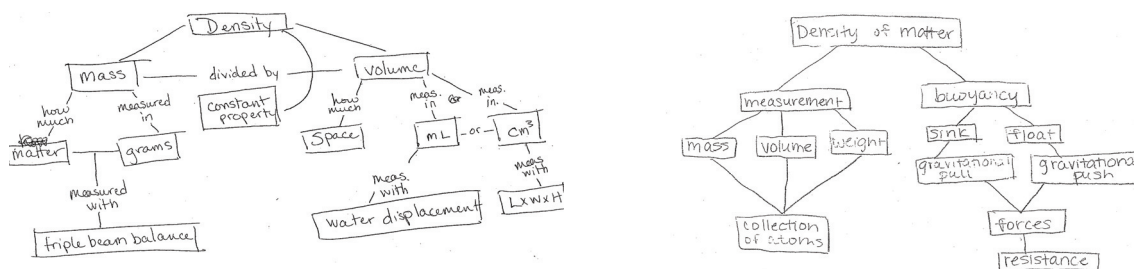 Density
mass
divided by
volume
how
much
measured
in
constant
property
how
much
meas.
in
or
meas.
in.
matter
grams
Space
mL
or
cm³
measured
with
meas.
with
meas
with
triple beam balance
water displacement
LxWxH
Density of matter
measurement
buoyancy
mass
volume
weight
sink
float
gravitational
pull
gravitationa
push
collection
of atoms
forces
resistance